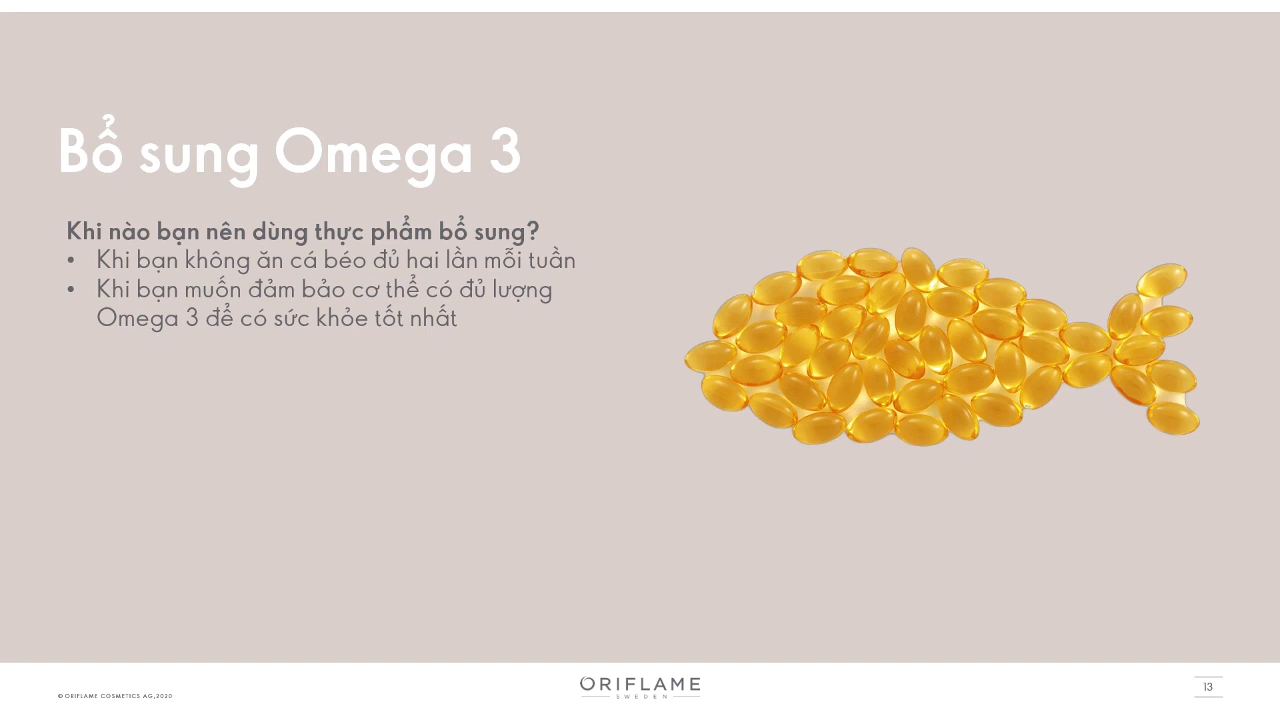 Bổ sung Omega 3
Khi nào bạn nên dùng thực phẩm bổ sung?
• Khi bạn không ăn cá béo đủ hai lần mỗi tuần
• Khi bạn muốn đảm bảo cơ thể có đủ lượng
Omega 3 để có sức khỏe tốt nhất
© ORIFLAME COSMETICS AG,2020
ORIFLAME
SWEDEN
13